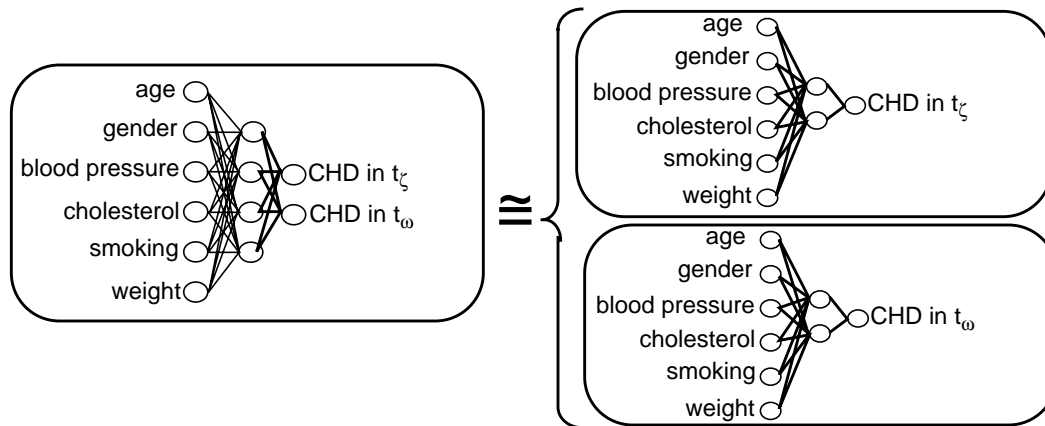 age
gender
blood pressure
cholesterol
smoking
weight
CHD in tζ
CHD in tω
≅
age
gender
blood pressure
cholesterol
smoking
weight
CHD in tζ
age
gender
blood pressure
cholesterol
smoking
weight
CHD in tω